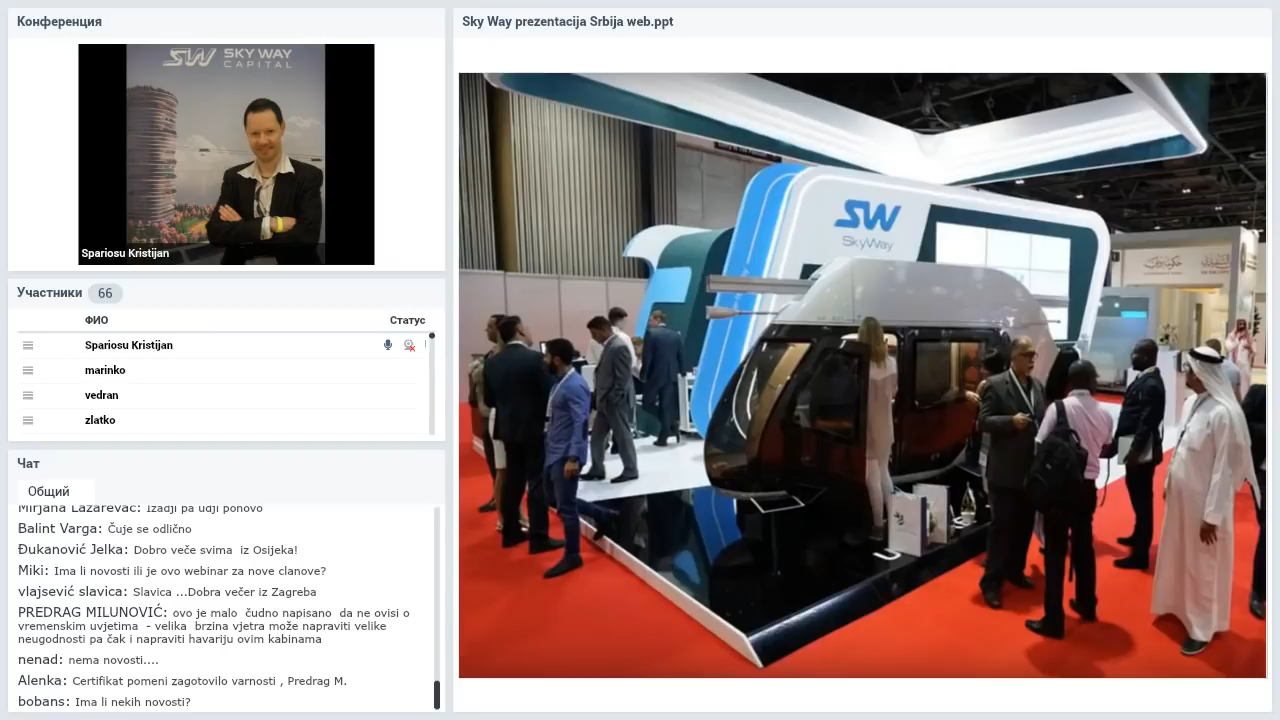 Конференция
SW SKY WAY
CAPITAL
Spariosu Kristijan
Участники 66
ФИО Статус
Spariosu Kristijan
marinko
vedran
zlatko
Чат
Общий
Mirjana Lazarevac: Izadji pa udji ponovo
Balint Varga: Čuje se odlično
Đukanović Jelka: Dobro veče svima iz Osijeka!
Miki: Ima li novosti ili je ovo webinar za nove clanove?
vlajsević slavica: Slavica ...Dobra večer iz Zagreba
PREDRAG MILUNOVIĆ: ovo je malo čudno napisano da ne ovisi o
vremenskim uvjetima - velika brzina vjetra može napraviti velike
neugodnosti pa čak i napraviti havariju ovim kabinama
nenad: nema novosti....
Alenka: Certifikat pomeni zagotovilo varnosti , Predrag M.
bobans: Ima li nekih novosti?
Sky Way prezentacija Srbija web.ppt
SW
SkyWay